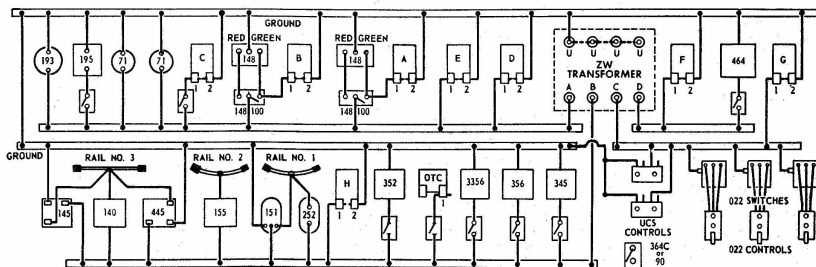 GROUND
RED GREEN
RED GREEN
193
195
71
71
C
1 2
148
148 100
B
1 2
148
148 100
A
1 2
E
1 2
D
1 2
U U U U
ZW
TRANSFORMER
A B C D
F
1 2
464
G
1 2
GROUND
RAIL NO. 3
RAIL NO. 2
RAIL NO. 1
145
140
445
155
151
252
H
1 2
352
OTC
1
3356
356
345
UCS
CONTROLS
364C
or
90
022 SWITCHES
022 CONTROLS